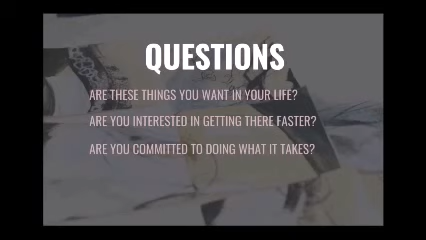 QUESTIONS
ARE THESE THINGS YOU WANT IN YOUR LIFE?
ARE YOU INTERESTED IN GETTING THERE FASTER?
ARE YOU COMMITTED TO DOING WHAT IT TAKES?